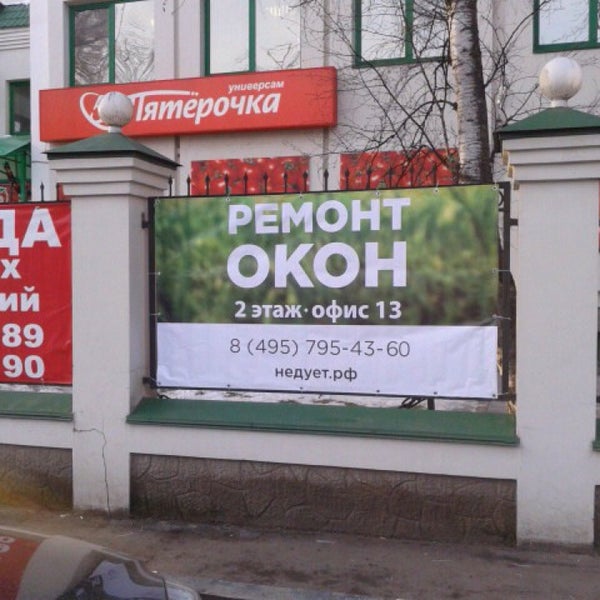 универсам
Пятёрочка
РЕМОНТ
ОКОН
2 этаж · офис 13
8 (495) 795-43-60
недует.рф
ДА
х
ий
89
90